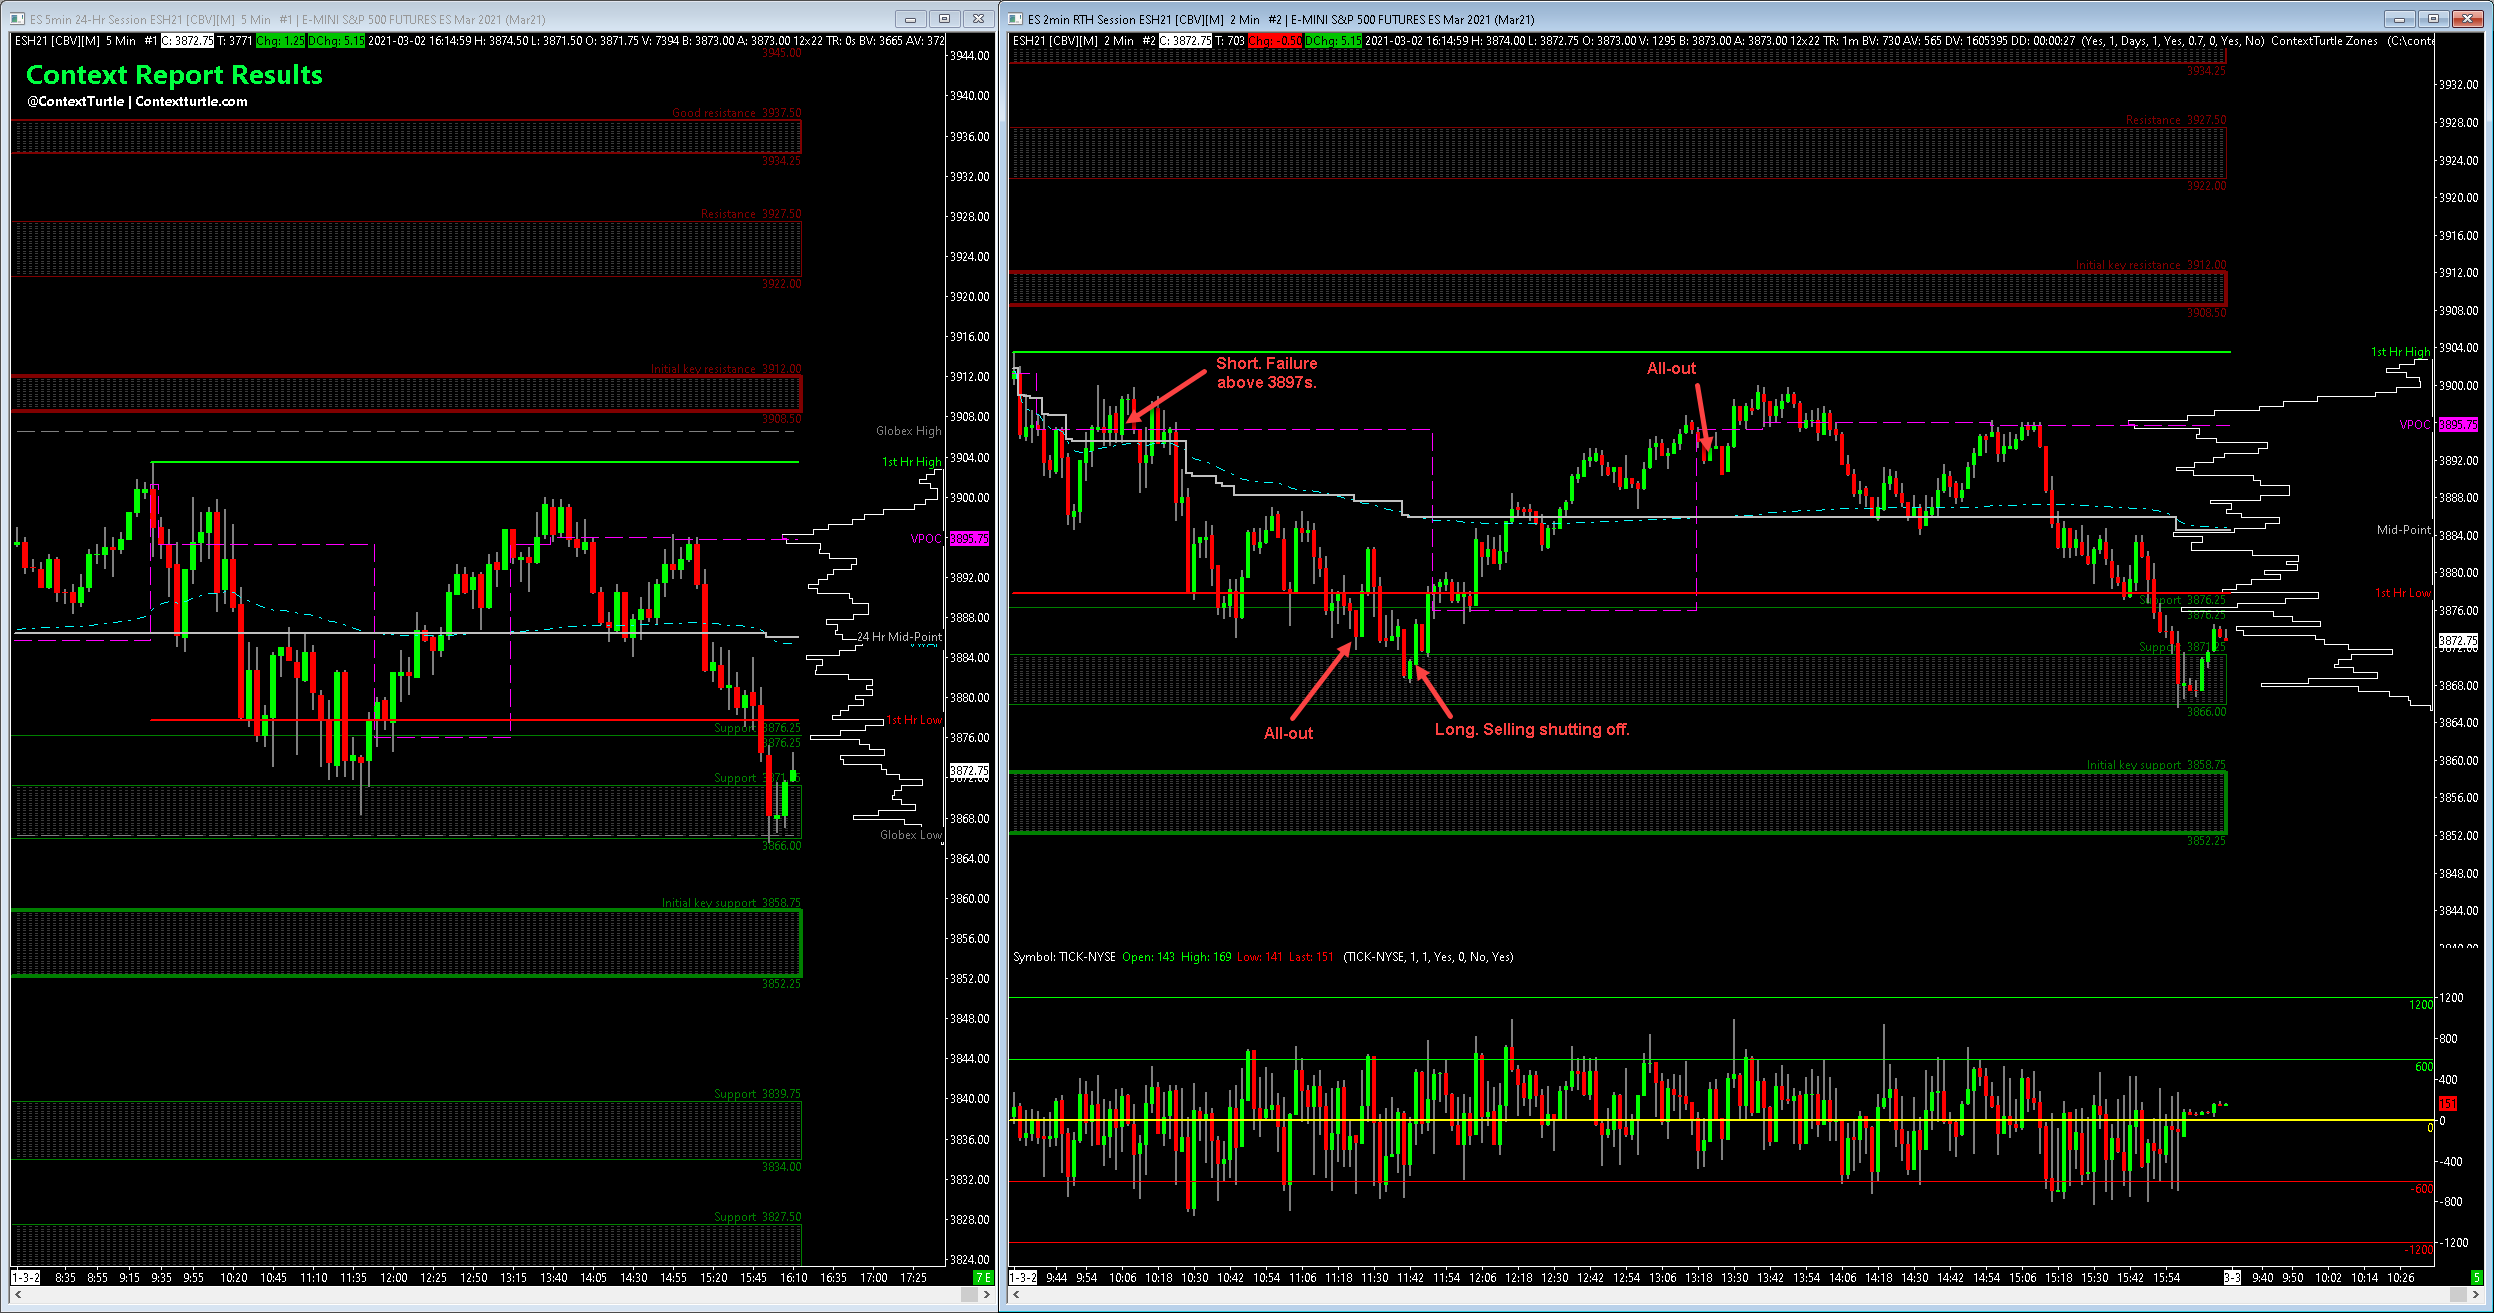 ES 5min 24-Hr Session ESH21 [CBV][M]  5 Min  #1 | E-MINI S&P 500 FUTURES ES Mar 2021 (Mar21)
ESH21 [CBV][M]  5 Min  #1 C: 3872.75 T: 3771 Chg: 1.25 DChg: 5.15 2021-03-02 16:14:59 H: 3874.50 L: 3871.50 O: 3871.75 V: 7394 B: 3873.00 A: 3873.00 12x22 TR: 0s BV: 3665 AV: 372
Context Report Results
@ContextTurtle | Contextturtle.com
3943.00
Good resistance 3937.50
3934.25
Resistance 3927.50
3922.00
Initial key resistance 3912.00
3908.50
Globex High
1st Hr High
VPOC 3895.75
24 Hr Mid-Point
1st Hr Low
Support 3876.25
3876.25
3872.75
Globex Low
3866.00
Initial key support 3858.75
3852.25
Support 3839.75
3834.00
Support 3827.50
3944.00
3940.00
3936.00
3932.00
3928.00
3924.00
3920.00
3916.00
3912.00
3908.00
3904.00
3900.00
3892.00
3888.00
3884.00
3880.00
3876.00
3868.00
3864.00
3860.00
3856.00
3852.00
3848.00
3844.00
3840.00
3836.00
3832.00
3828.00
3824.00
1-3-2 8:35 8:55 9:15 9:35 9:55 10:20 10:45 11:10 11:35 12:00 12:25 12:50 13:15 13:40 14:05 14:30 14:55 15:20 15:45 16:10 16:35 17:00 17:25 7 E
ES 2min RTH Session ESH21 [CBV][M]  2 Min  #2 | E-MINI S&P 500 FUTURES ES Mar 2021 (Mar21)
ESH21 [CBV][M]  2 Min  #2 C: 3872.75 T: 703 Chg: -0.50 DChg: 5.15 2021-03-02 16:14:59 H: 3874.00 L: 3872.75 O: 3873.00 V: 1295 B: 3873.00 A: 3873.00 12x22 TR: 1m BV: 730 AV: 565 DV: 1605395 DD: 00:00:27 (Yes, 1, Days, 1, Yes, 0.7, 0, Yes, No) ContextTurtle Zones (C:\conte
3934.25
Resistance 3927.50
3922.00
Initial key resistance 3912.00
3908.50
1st Hr High
Short. Failure
above 3897s.
All-out
VPOC 3895.75
Mid-Point
1st Hr Low
Support 3876.25
3876.25
3872.75
Support 3871.25
3866.00
All-out
Long. Selling shutting off.
Initial key support 3858.75
3852.25
3932.00
3928.00
3924.00
3920.00
3916.00
3912.00
3908.00
3904.00
3900.00
3892.00
3888.00
3884.00
3880.00
3876.00
3868.00
3864.00
3860.00
3856.00
3852.00
3848.00
3844.00
Symbol: TICK-NYSE Open: 143 High: 169 Low: 141 Last: 151 (TICK-NYSE, 1, 1, Yes, 0, No, Yes)
1200 1200
800
600
400
151
0
0
-400
-600
-800
-1200
-1200
1-3-2 9:44 9:54 10:06 10:18 10:30 10:42 10:54 11:06 11:18 11:30 11:42 11:54 12:06 12:18 12:30 12:42 12:54 13:06 13:18 13:30 13:42 13:54 14:06 14:18 14:30 14:42 14:54 15:06 15:18 15:30 15:42 15:54 3-3 9:40 9:50 10:02 10:14 10:26 5